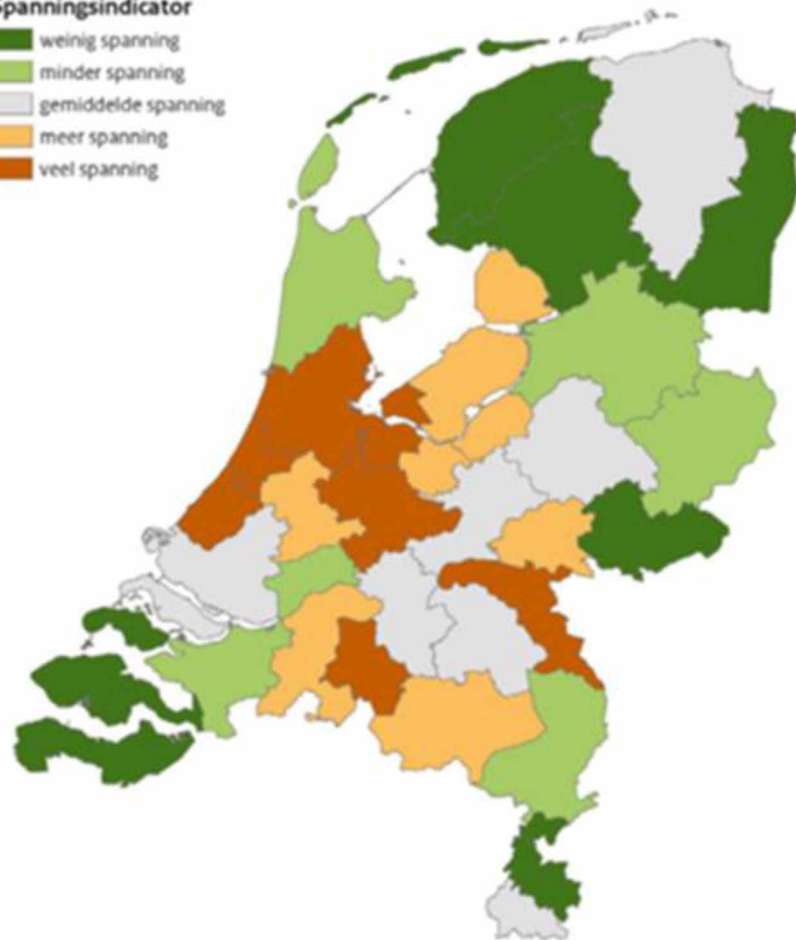 Spanningsindicator
weinig spanning
minder spanning
gemiddelde spanning
meer spanning
veel spanning